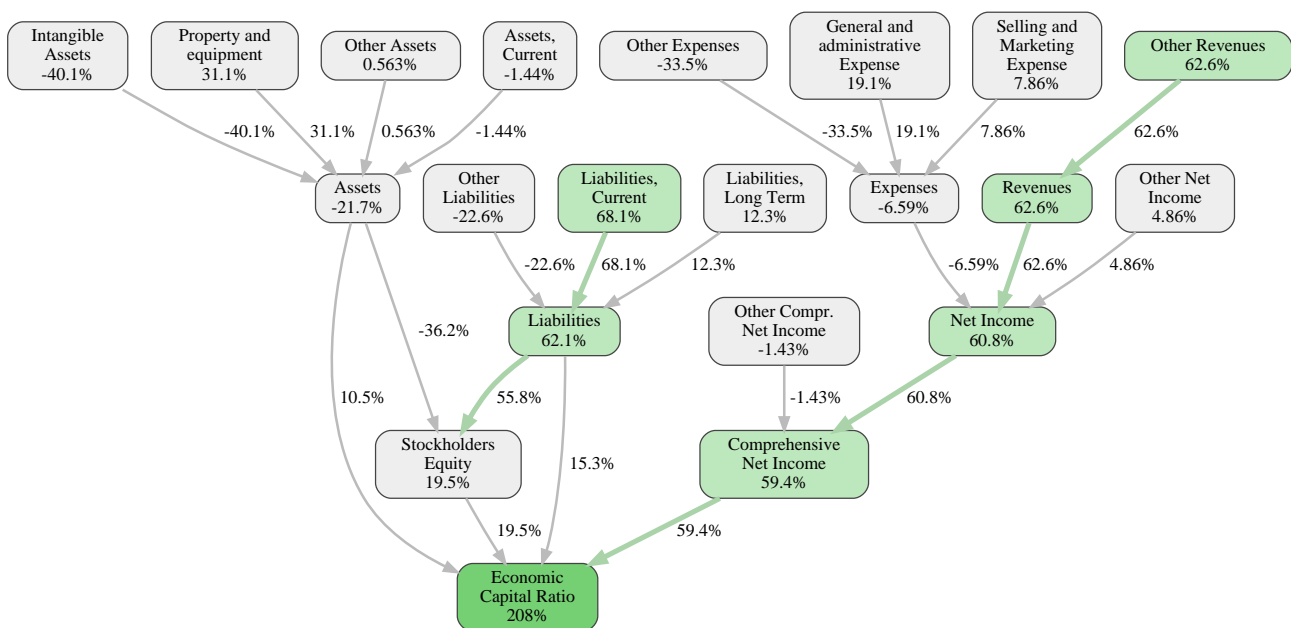 Intangible
Assets
-40.1%
Property and
equipment
31.1%
Other Assets
0.563%
Assets,
Current
-1.44%
Other Expenses
-33.5%
General and
administrative
Expense
19.1%
Selling and
Marketing
Expense
7.86%
Other Revenues
62.6%
-40.1%
31.1%
0.563%
-1.44%
-33.5%
19.1%
7.86%
62.6%
Assets
-21.7%
Other
Liabilities
-22.6%
Liabilities,
Current
68.1%
Liabilities,
Long Term
12.3%
Expenses
-6.59%
Revenues
62.6%
Other Net
Income
4.86%
-22.6%
68.1%
12.3%
-6.59%
62.6%
4.86%
-36.2%
Liabilities
62.1%
Other Compr.
Net Income
-1.43%
Net Income
60.8%
10.5%
55.8%
-1.43%
60.8%
Stockholders
Equity
19.5%
15.3%
Comprehensive
Net Income
59.4%
19.5%
59.4%
Economic
Capital Ratio
208%